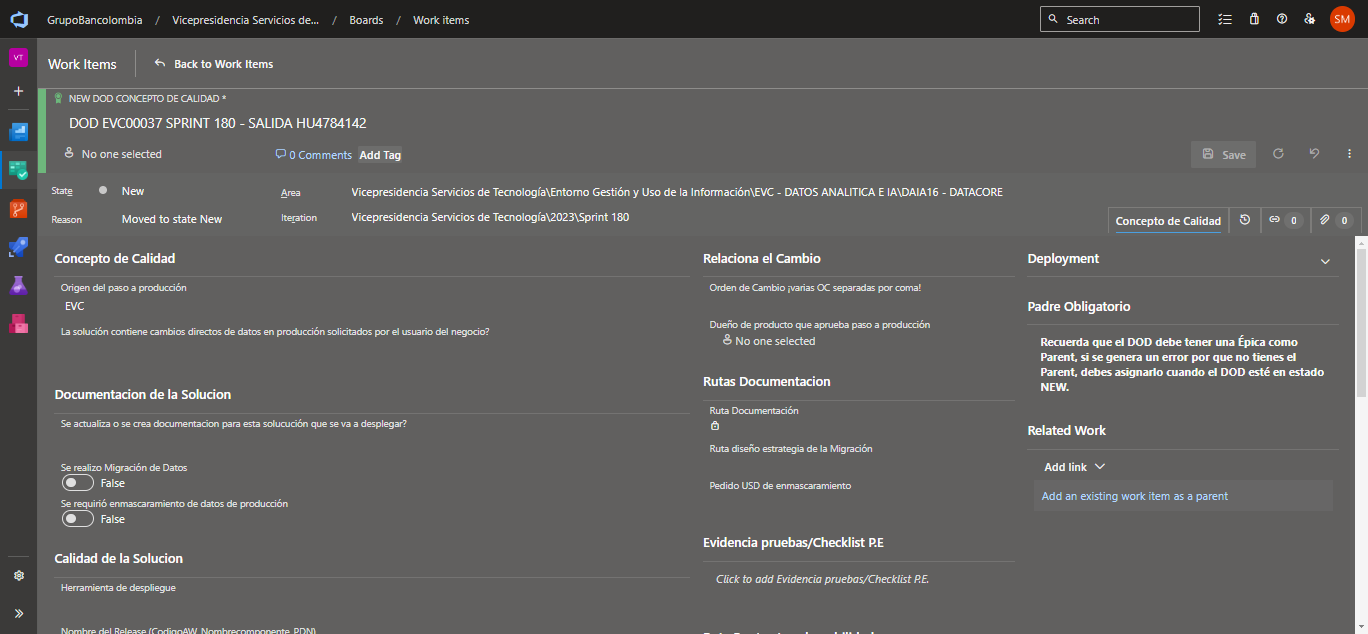 GrupoBancolombia / Vicepresidencia Servicios de... / Boards / Work items
Search
SM
VT
Work Items
Back to Work Items
NEW DOD CONCEPTO DE CALIDAD *
DOD EVC00037 SPRINT 180 - SALIDA HU4784142
No one selected
0 Comments
Add Tag
Save
State
New
Area
Vicepresidencia Servicios de Tecnología\Entorno Gestión y Uso de la Información\EVC - DATOS ANALITICA E IA\DAIA16 - DATACORE
Reason
Moved to state New
Iteration
Vicepresidencia Servicios de Tecnología\2023\Sprint 180
Concepto de Calidad
0
0
Concepto de Calidad
Origen del paso a producción
EVC
La solución contiene cambios directos de datos en producción solicitados por el usuario del negocio?
Documentacion de la Solucion
Se actualiza o se crea documentacion para esta solucución que se va a desplegar?
Se realizo Migración de Datos
False
Se requirió enmascaramiento de datos de producción
False
Calidad de la Solucion
Herramienta de despliegue
Nombre del Release (CodigoAW_Nombrecomponente_PDN)
Relaciona el Cambio
Orden de Cambio ¡varias OC separadas por coma!
Dueño de producto que aprueba paso a producción
No one selected
Rutas Documentacion
Ruta Documentación
Ruta diseño estrategia de la Migración
Pedido USD de enmascaramiento
Evidencia pruebas/Checklist P.E
Click to add Evidencia pruebas/Checklist P.E.
Deployment
Padre Obligatorio
Recuerda que el DOD debe tener una Épica como
Parent, si se genera un error por que no tienes el
Parent, debes asignarlo cuando el DOD esté en estado
NEW.
Related Work
Add link
Add an existing work item as a parent